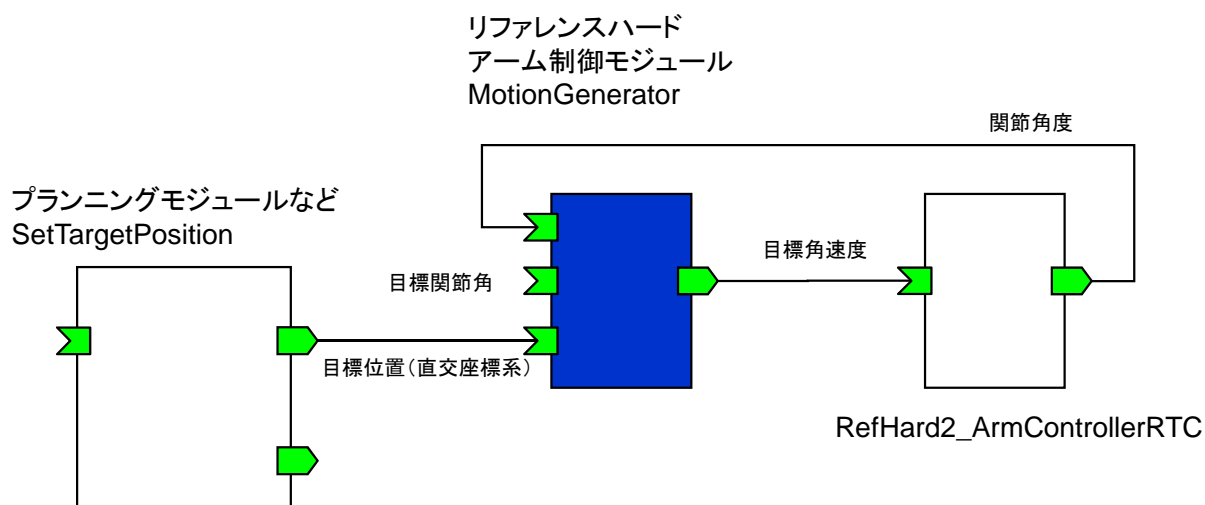 リファレンスハード
アーム制御モジュール
MotionGenerator
関節角度
プランニングモジュールなど
SetTargetPosition
目標角速度
目標関節角
目標位置(直交座標系)
RefHard2_ArmControllerRTC